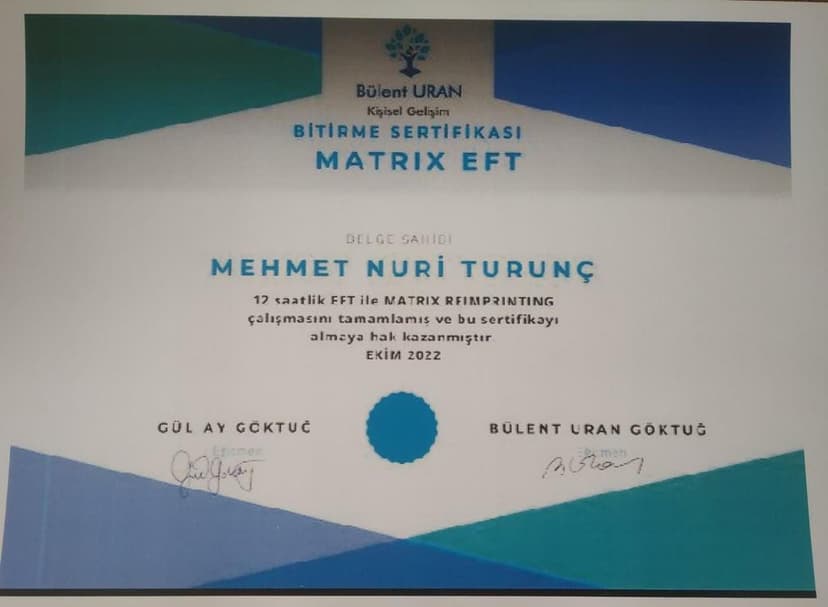 Bülent URAN
Kişisel Gelişim
BİTİRME SERTİFİKASI
MATRIX EFT
BELGE SAHİBİ
MEHMET NURİ TURUNÇ
12 saatlik EFT ile MATRIX REIMPRINTING
çalışmasını tamamlamış ve bu sertifikayı
almaya hak kazanmıştır.
EKİM 2022
GÜL AY GÖKTUĞ
BÜLENT URAN GÖKTUĞ
Eğitmen
Eğitmen